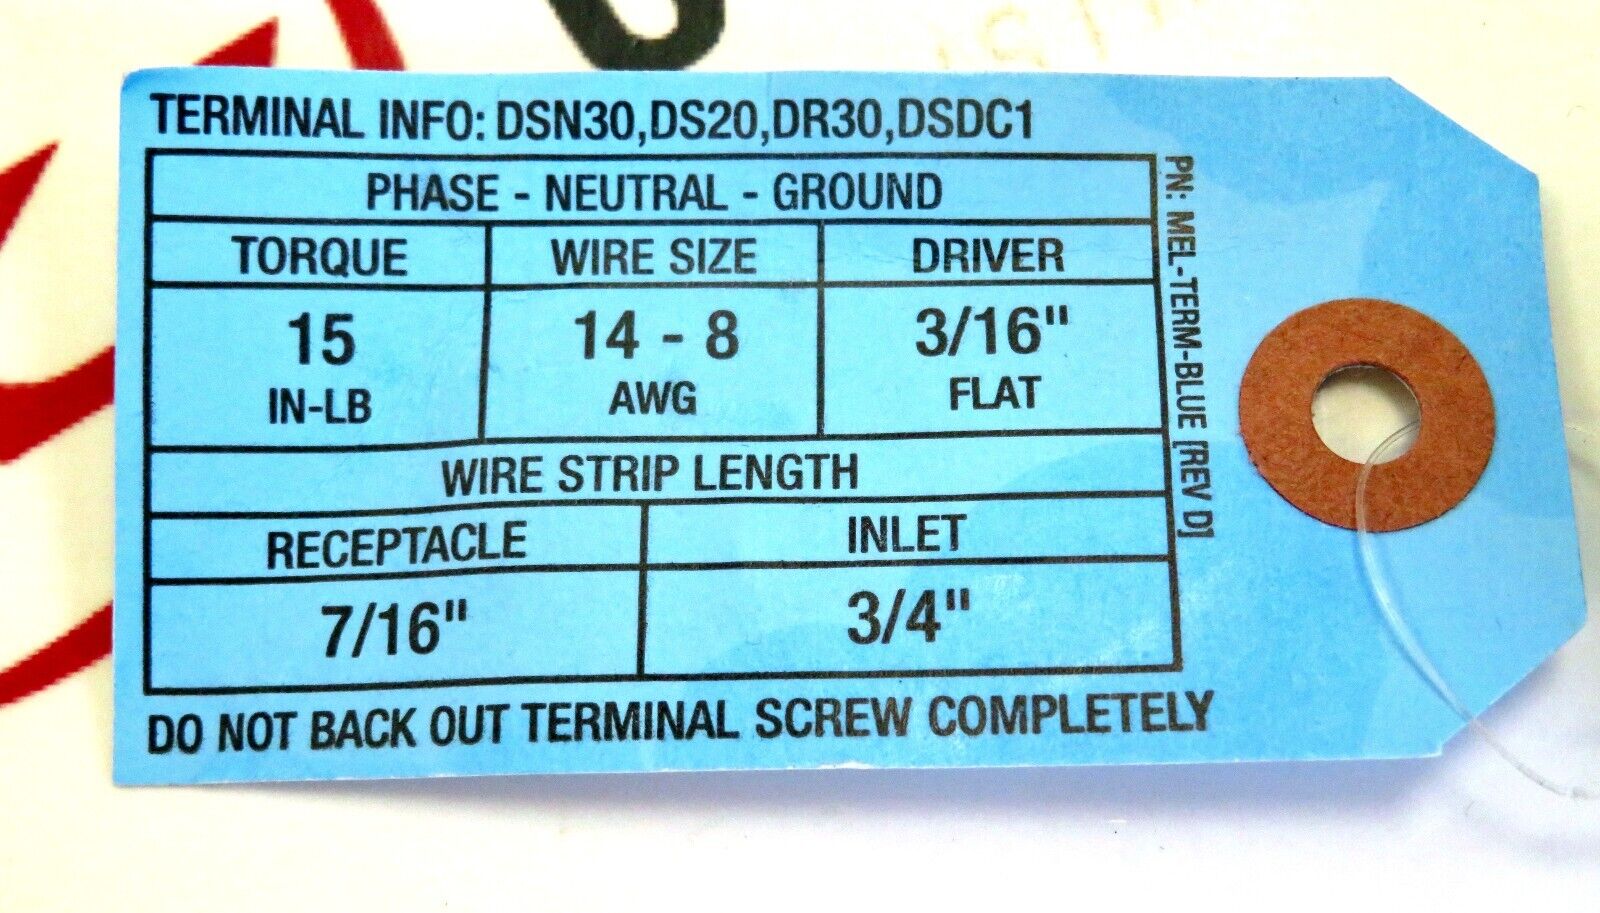 TERMINAL INFO: DSN30,DS20,DR30,DSDC1
PHASE - NEUTRAL - GROUND
TORQUE WIRE SIZE DRIVER
15 14 - 8 3/16"
IN-LB AWG FLAT
WIRE STRIP LENGTH
RECEPTACLE INLET
7/16" 3/4"
DO NOT BACK OUT TERMINAL SCREW COMPLETELY
PN: MEL-TERM-BLUE [REV D]